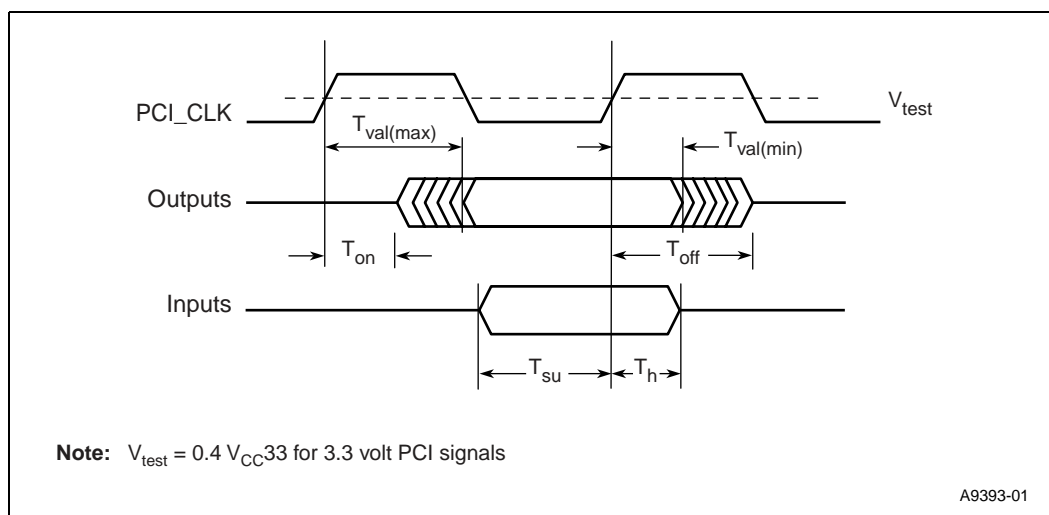 PCI_CLK
V_test
T_val(max)
T_val(min)
Outputs
T_on
T_off
Inputs
T_su
T_h
Note: V_test = 0.4 V_CC33 for 3.3 volt PCI signals
A9393-01